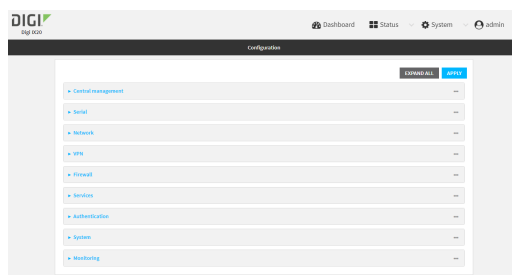 DIGI
Digi IX20
Dashboard
Status
System
admin
Configuration
EXPAND ALL
APPLY
Central management
Serial
Network
VPN
Firewall
Services
Authentication
System
Monitoring